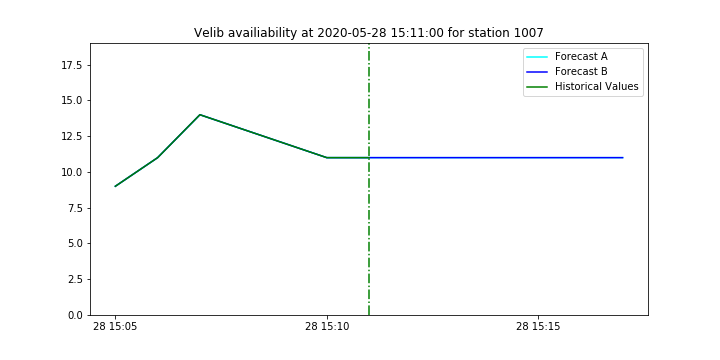 Velib availiability at 2020-05-28 15:11:00 for station 1007
Forecast A
Forecast B
Historical Values
17.5
15.0
12.5
10.0
7.5
5.0
2.5
0.0
28 15:05
28 15:10
28 15:15